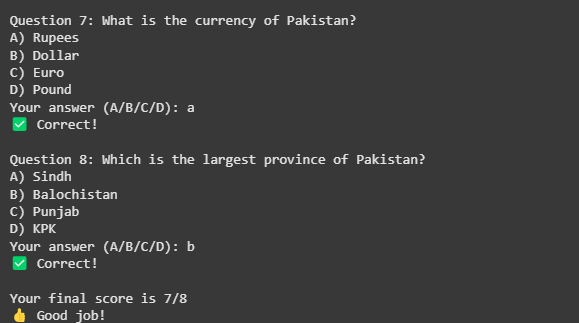 Question 7: What is the currency of Pakistan?
A) Rupees
B) Dollar
C) Euro
D) Pound
Your answer (A/B/C/D): a
✅ Correct!
Question 8: Which is the largest province of Pakistan?
A) Sindh
B) Balochistan
C) Punjab
D) KPK
Your answer (A/B/C/D): b
✅ Correct!
Your final score is 7/8
👍 Good job!